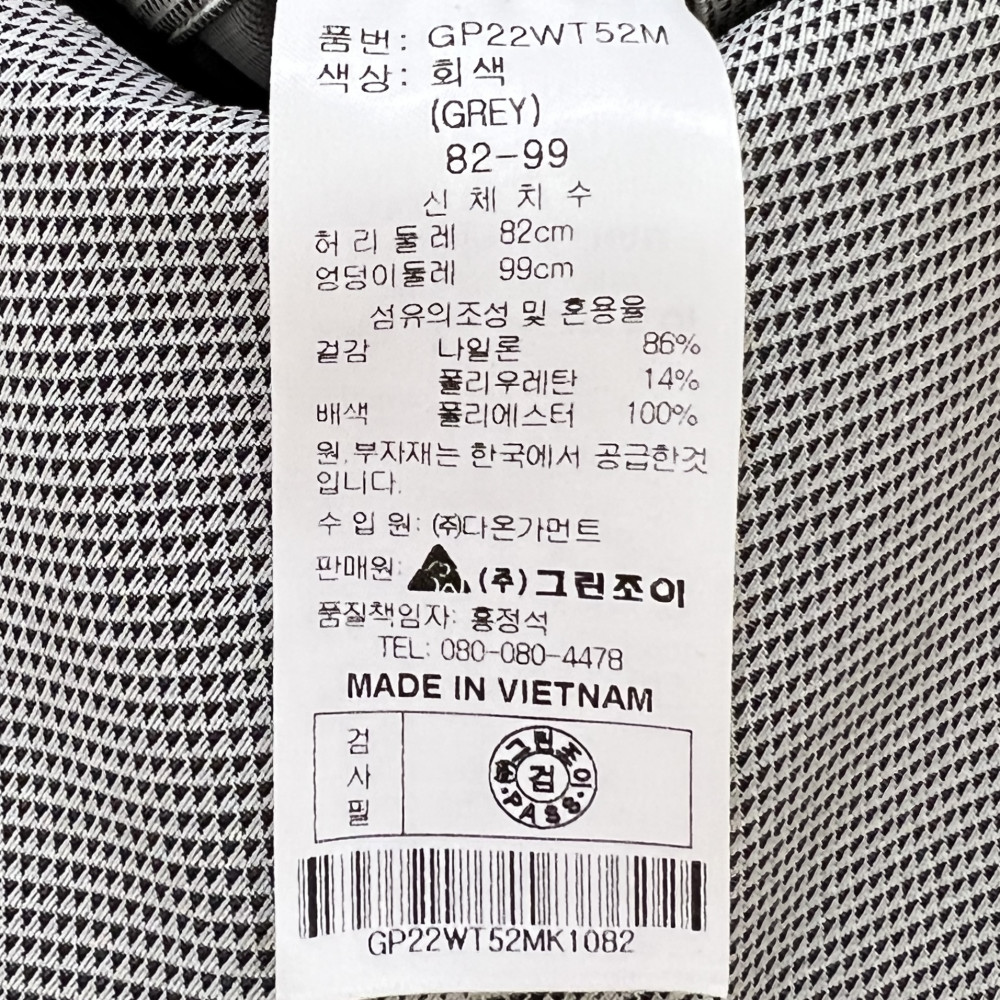 품번: GP22WT52M
색상: 회색
(GREY)
82-99
신체치수
허리둘레 82cm
엉덩이둘레 99cm
섬유의조성 및 혼용율
겉감 나일론 86%
폴리우레탄 14%
배색 폴리에스터 100%
원,부자재는 한국에서 공급한것
입니다.
수입원: (주)다온가먼트
판매원: (주)그린조이
품질책임자: 홍정석
TEL: 080-080-4478
MADE IN VIETNAM
검사필
그린조이
검
PASS
GP22WT52MK1082